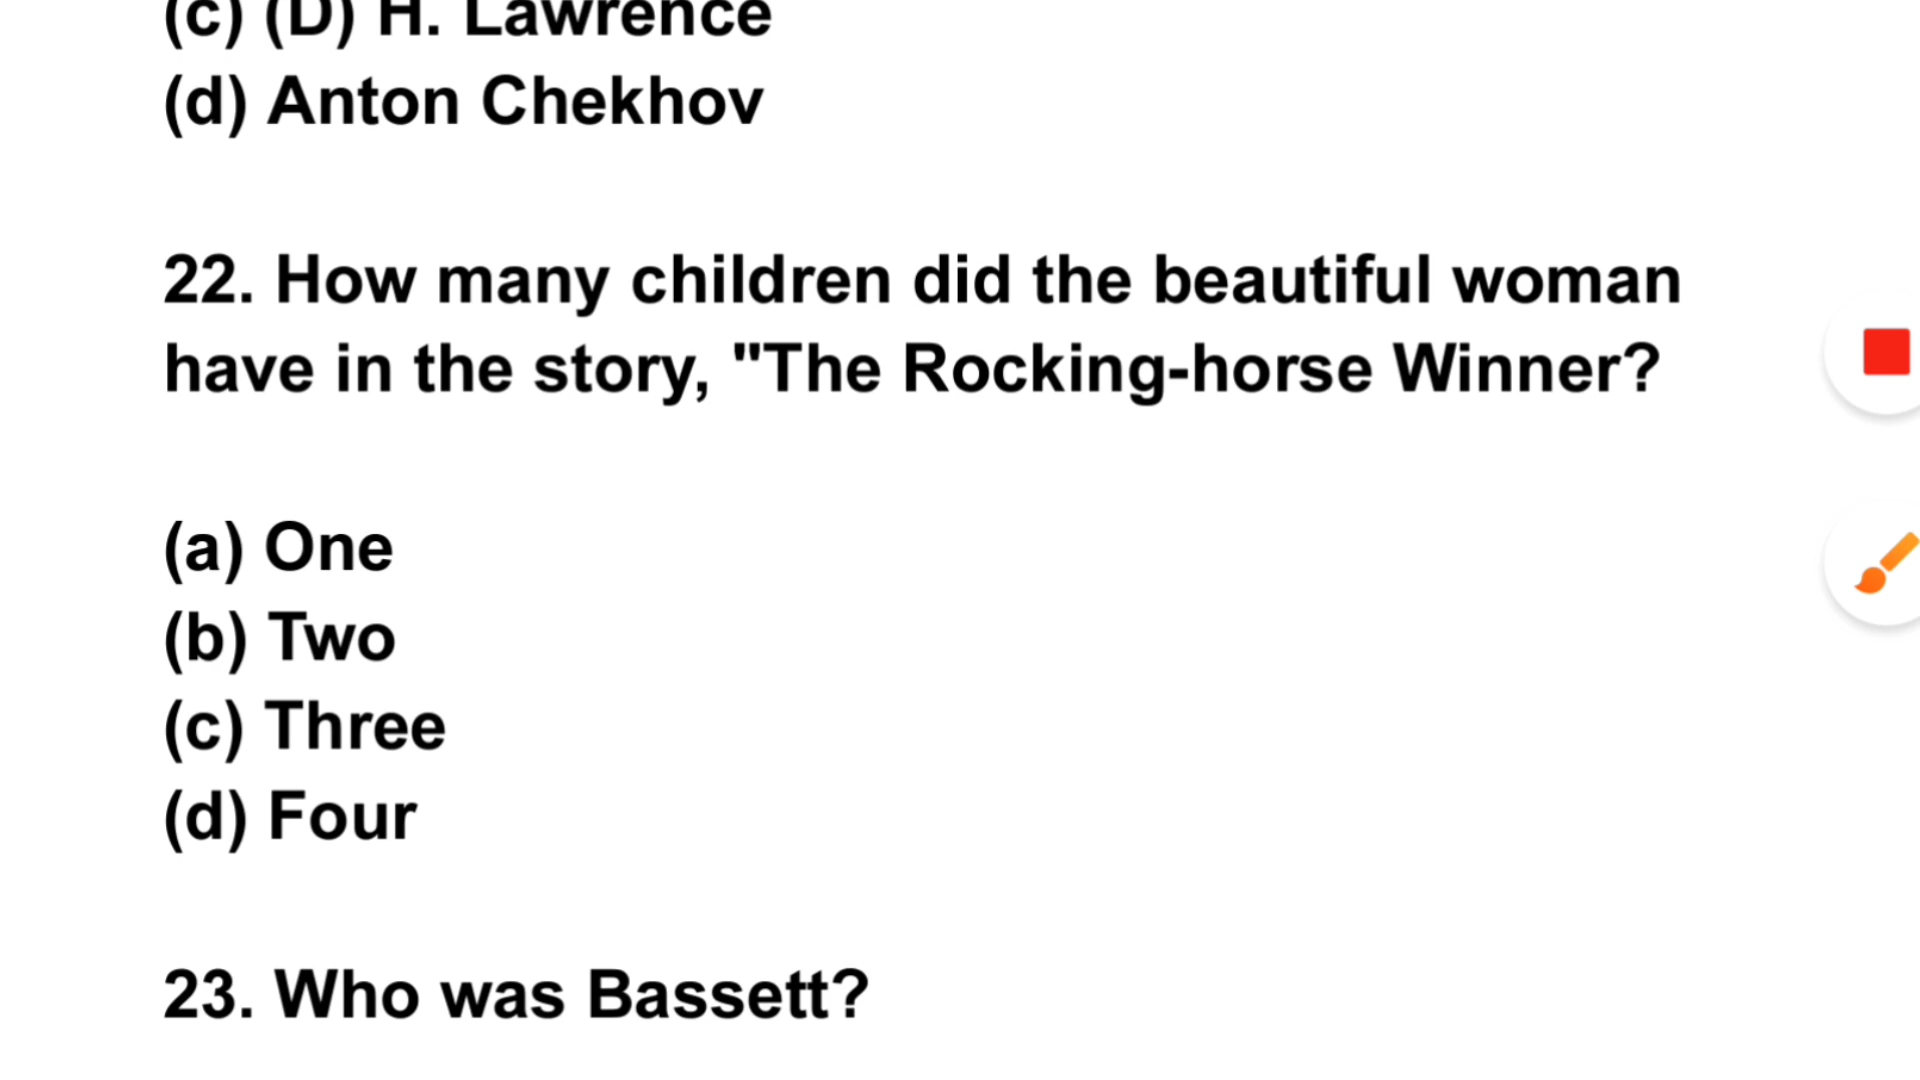 (c) (D) H. Lawrence
(d) Anton Chekhov
22. How many children did the beautiful woman
have in the story, "The Rocking-horse Winner?
(a) One
(b) Two
(c) Three
(d) Four
23. Who was Bassett?